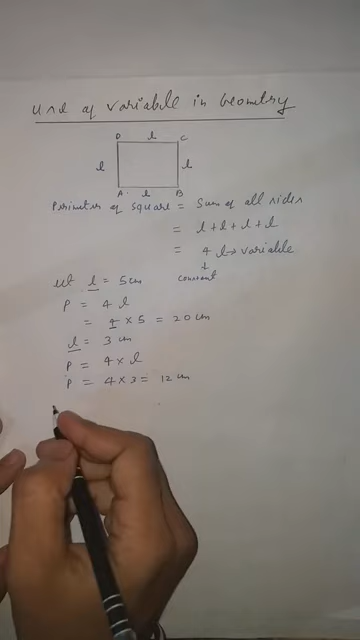 Use of variable in Geometry
D l C
l l
A l B
Perimeter of square = Sum of all sides
= l + l + l + l
= 4 l → variable
↓
constant
Let l = 5 cm
P = 4 l
= 4 × 5 = 20 cm
l = 3 cm
P = 4 × l
P = 4 × 3 = 12 cm